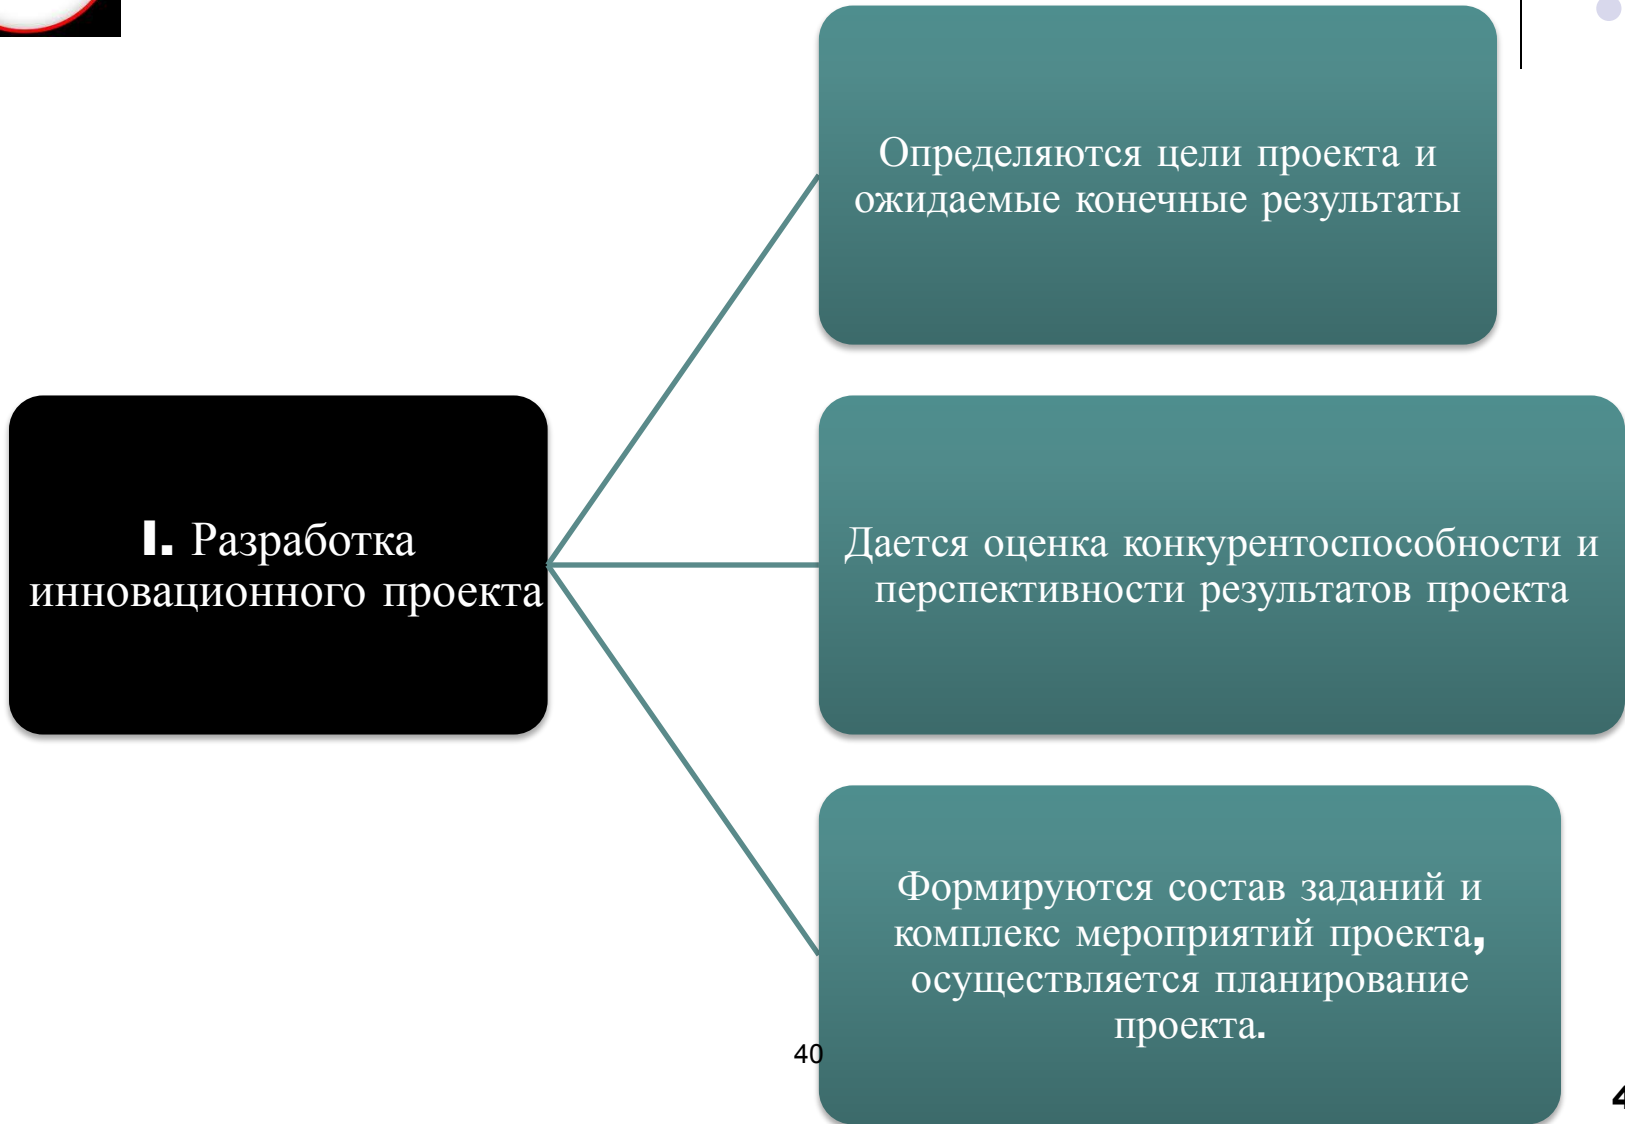 Определяются цели проекта и
ожидаемые конечные результаты
I. Разработка
инновационного проекта
Дается оценка конкурентоспособности и
перспективности результатов проекта
Формируются состав заданий и
комплекс мероприятий проекта,
осуществляется планирование
проекта.
40